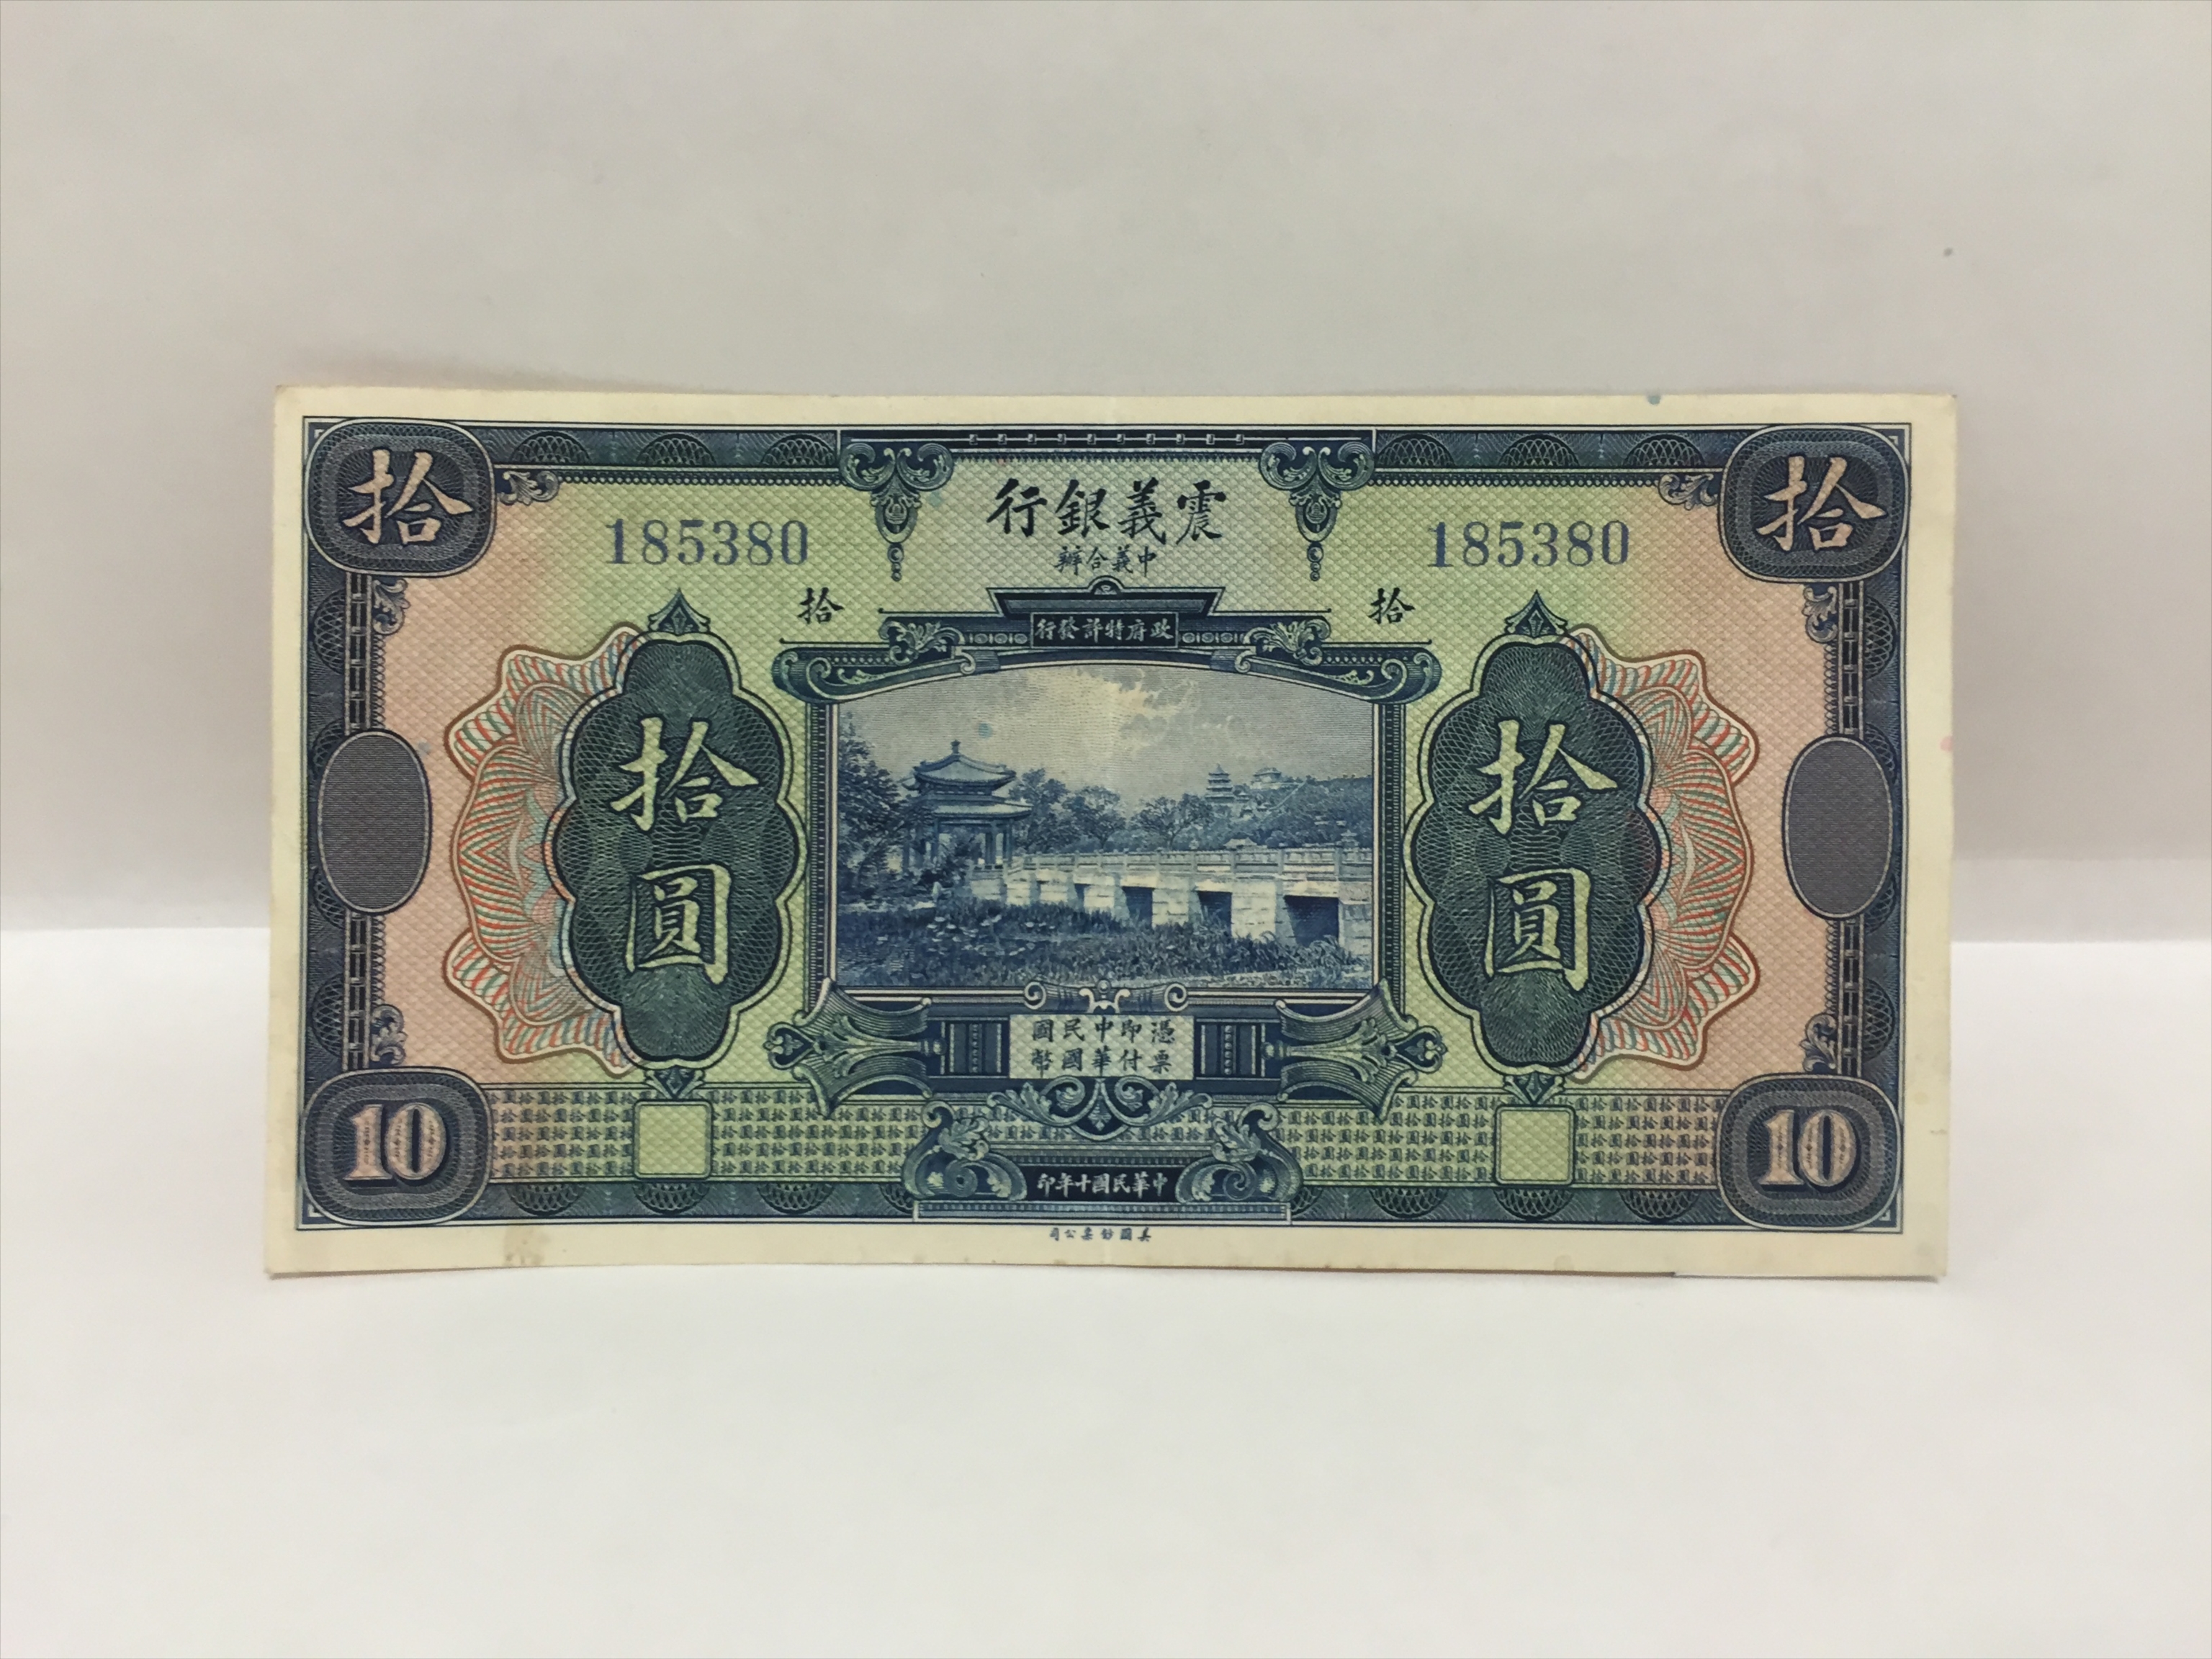 拾
拾
震義銀行
中義合辦
185380
185380
拾
拾
政府特許發行
拾圓
拾圓
憑票即付中華民國國幣
10
10
中華民國十年印
美國鈔票公司